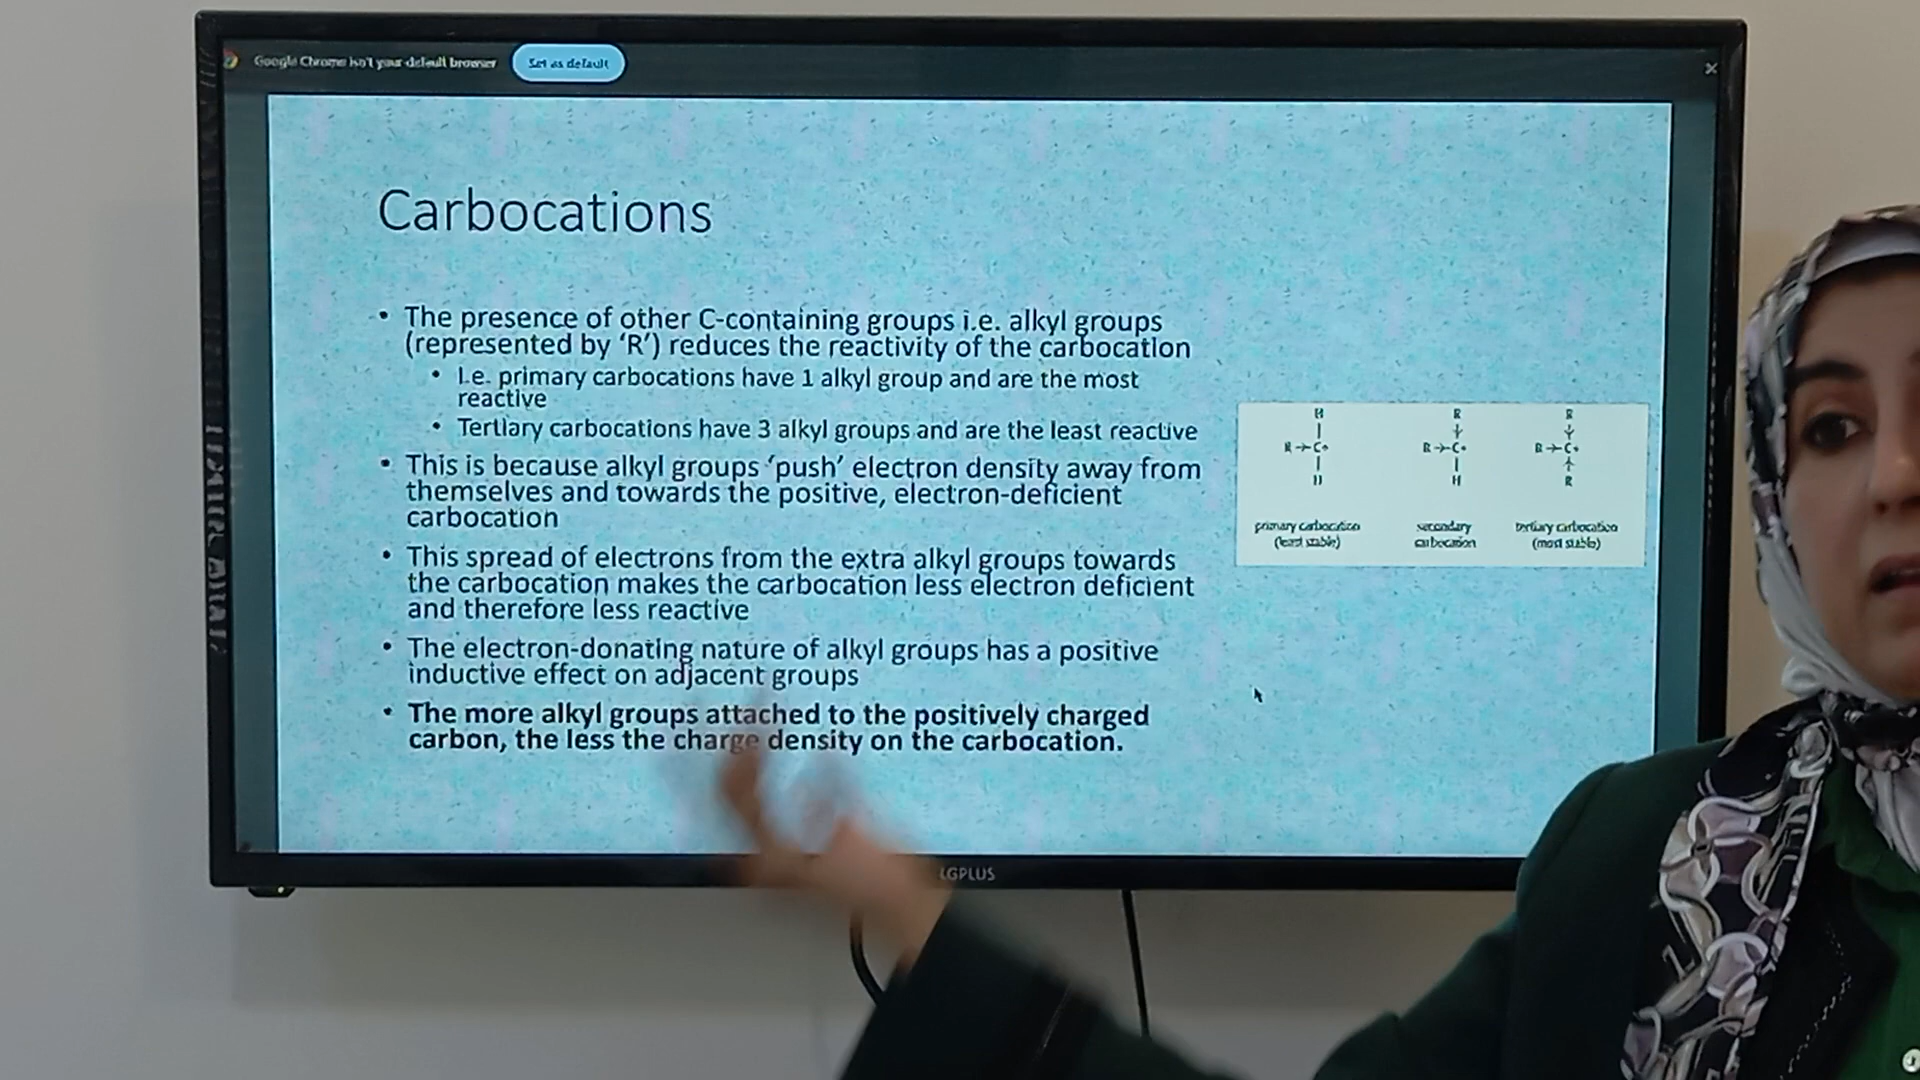 Google Chrome isn't your default browser
Set as default
Carbocations
• The presence of other C-containing groups i.e. alkyl groups
(represented by ‘R’) reduces the reactivity of the carbocation
• I.e. primary carbocations have 1 alkyl group and are the most
reactive
• Tertiary carbocations have 3 alkyl groups and are the least reactive
• This is because alkyl groups ‘push’ electron density away from
themselves and towards the positive, electron-deficient
carbocation
• This spread of electrons from the extra alkyl groups towards
the carbocation makes the carbocation less electron deficient
and therefore less reactive
• The electron-donating nature of alkyl groups has a positive
inductive effect on adjacent groups
• The more alkyl groups attached to the positively charged
carbon, the less the charge density on the carbocation.
H R R
R C+ R C+ R C+
H H R
primary carbocation secondary tertiary carbocation
(least stable) carbocation (most stable)
LGPLUS